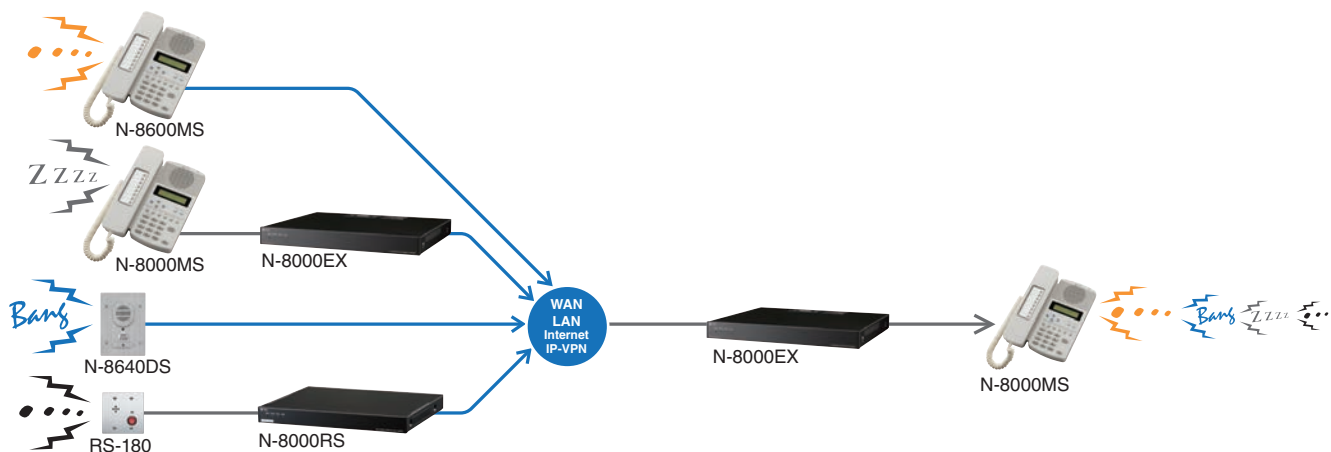 N-8600MS
Z Z Z Z
N-8000MS
N-8000EX
Bang
N-8640DS
RS-180
N-8000RS
WAN
LAN
Internet
IP-VPN
N-8000EX
N-8000MS
Bang
Z Z Z Z